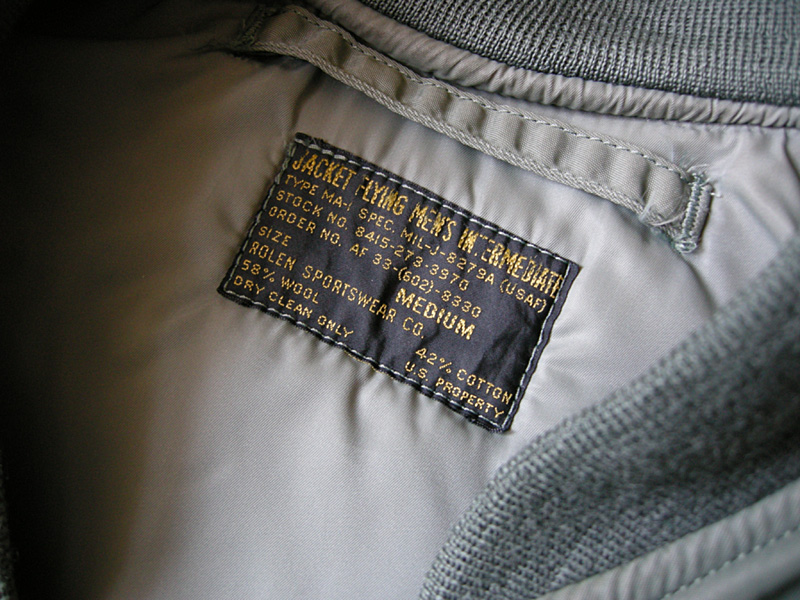 JACKET FLYING MEN'S INTERMEDIATE
TYPE MA-1 SPEC. MIL-J-8279A (USAF)
STOCK NO. 8415-273-9970
ORDER NO. AF 33-(602)-8330
SIZE MEDIUM
ROLEN SPORTSWEAR CO.
58% WOOL 42% COTTON
DRY CLEAN ONLY U.S. PROPERTY